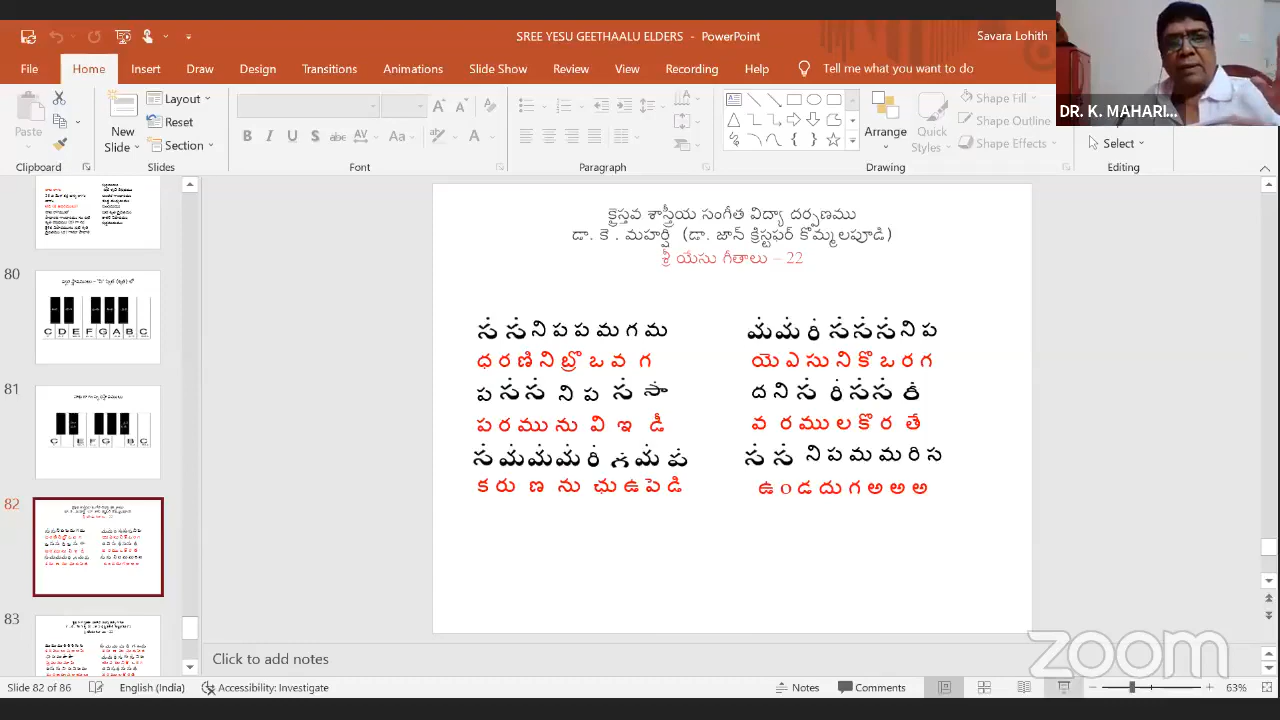 SREE YESU GEETHAALU ELDERS - PowerPoint
Savara Lohith
File Home Insert Draw Design Transitions Animations Slide Show Review View Recording Help Tell me what you want to do
DR. K. MAHARI...
Paste
New Slide
Layout
Reset
Section
Arrange
Quick Styles
Shape Fill
Shape Outline
Shape Effects
Select
Clipboard Slides Font Paragraph Drawing Editing
క్రైస్తవ శాస్త్రీయ సంగీత విద్యా దర్పణము
డా. కె . మహర్షి (డా. జాన్ క్రిస్టఫర్ కొమ్మలపూడి)
శ్రీ యేసు గీతాలు – 22
స̇ స̇ ని ప ప మ గ మ
ధ ర ణి ని బ్రొ ఒ వ గ
ప స̇ స̇ ని ప స̇ సా̇
ప ర ము ను వి ఇ డీ
స̇ మ̇ మ̇ మ̇ రి̇ గ̇ మ̇ ప̇
క రు ణ ను ఛు ఉ పె డి
మ̇ మ̇ రి̇ స̇ స̇ స̇ ని ప
యె ఎ సు ని కొ ఒ ర గ
ద ని స̇ రి̇ స̇ స̇ రీ̇
వ ర ము ల కొ ర తే
స̇ స̇ ని ప మ మ రి స
ఉ ం డ దు గ అ అ అ
80
C D E F G A B C
81
C E F G B C
82
83
Click to add notes
zoom
Slide 82 of 86 English (India) Accessibility: Investigate Notes Comments 63%